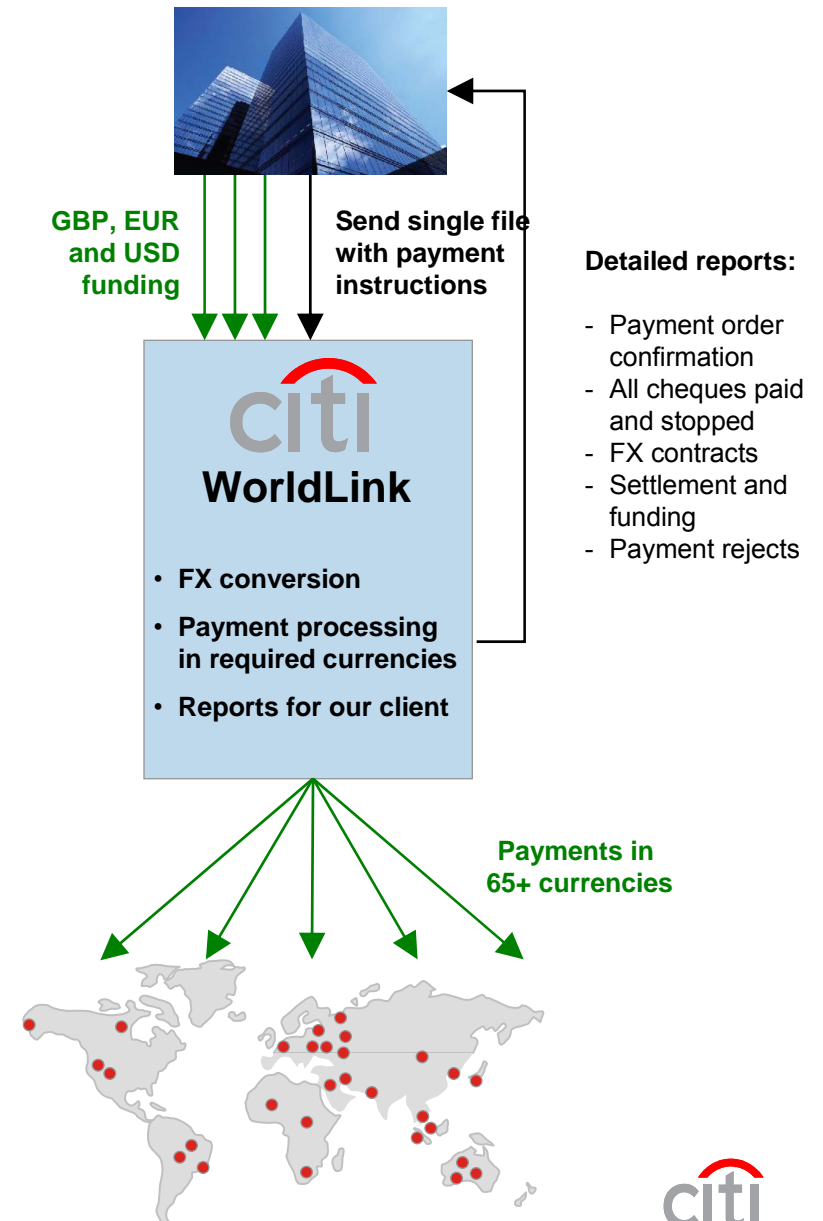 GBP, EUR
and USD
funding
Send single file
with payment
instructions
Detailed reports:
- Payment order
confirmation
- All cheques paid
and stopped
- FX contracts
- Settlement and
funding
- Payment rejects
citi
WorldLink
• FX conversion
• Payment processing
in required currencies
• Reports for our client
Payments in
65+ currencies
citi